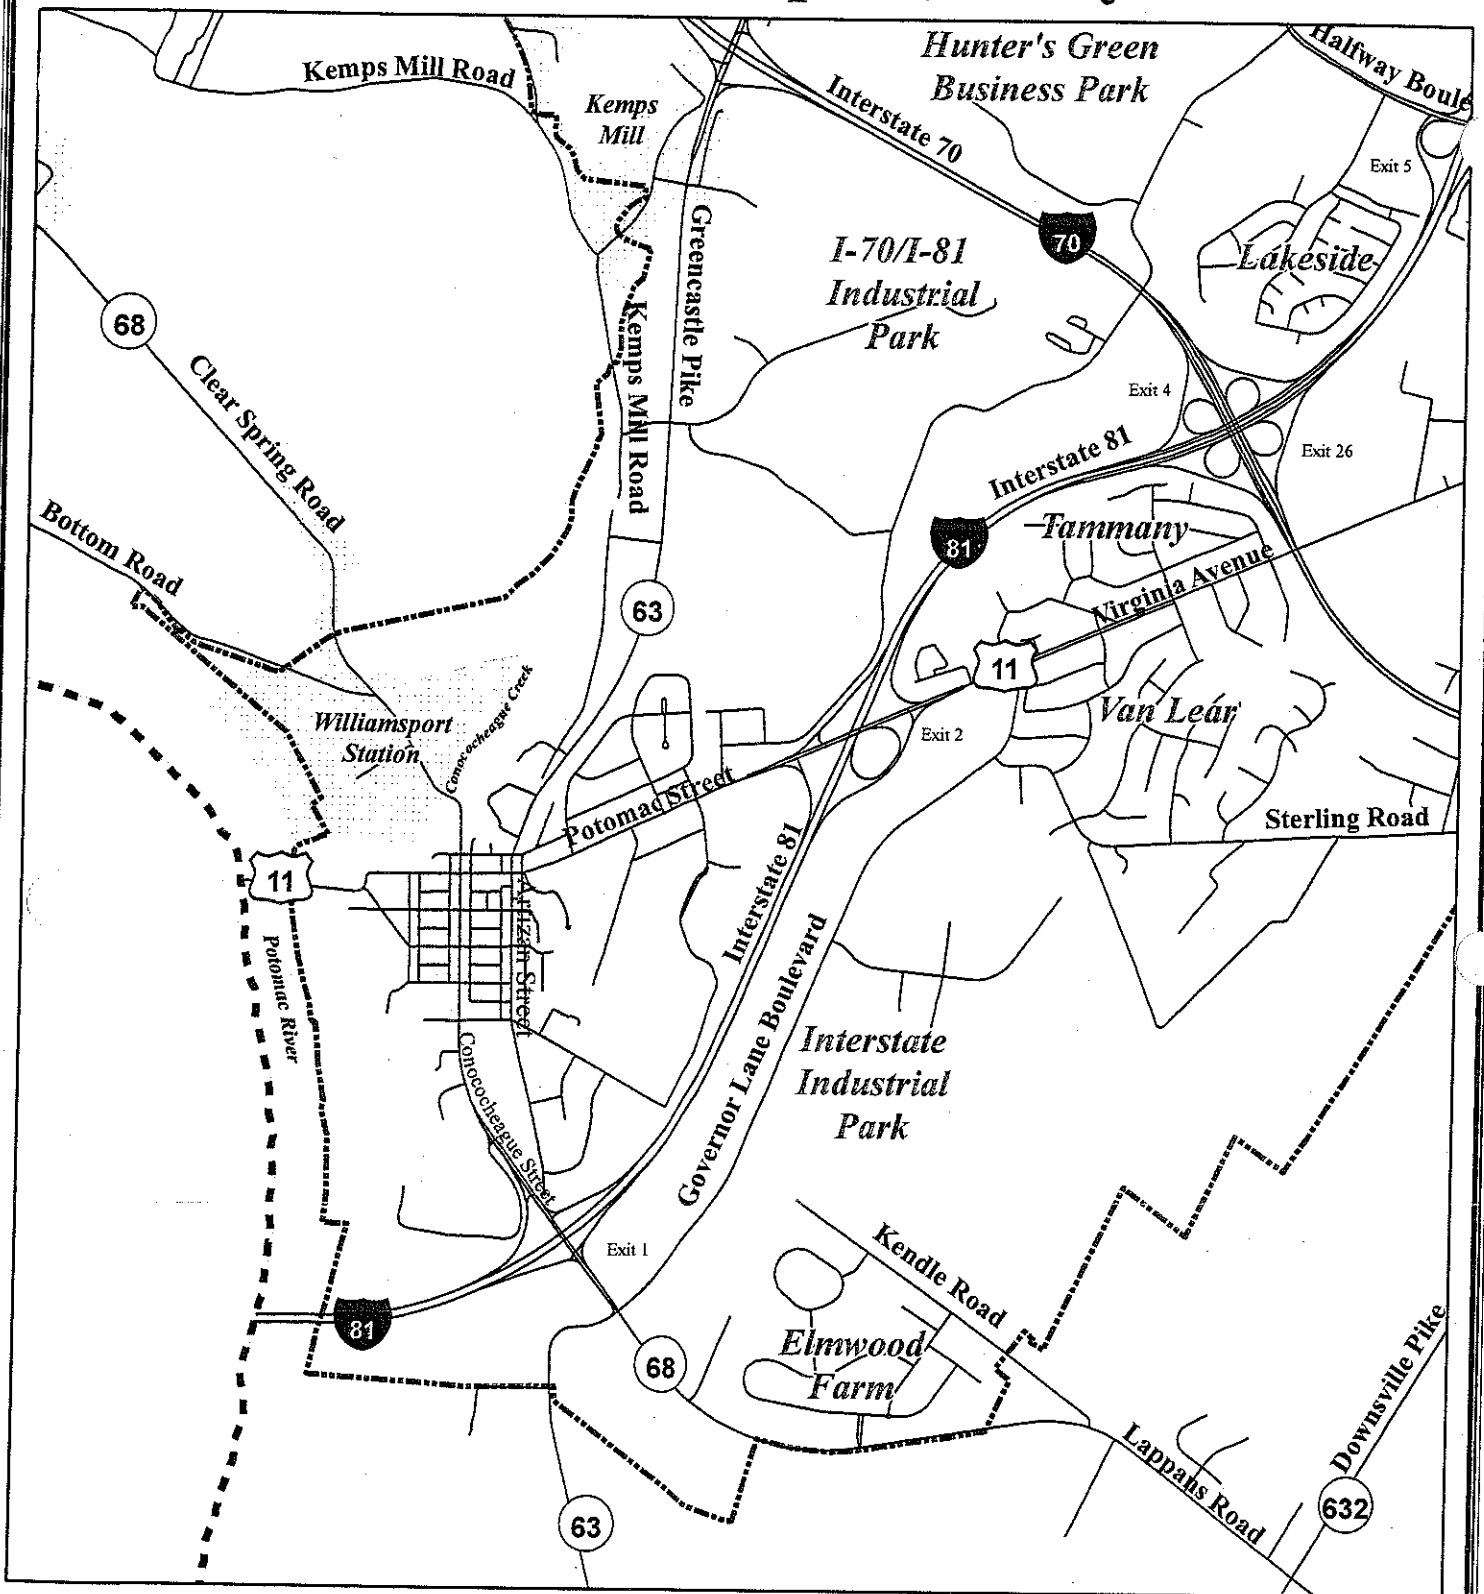 Hunter's Green
Business Park
Halfway Boule
Kemps Mill Road
Kemps
Mill
Interstate 70
Exit 5
70
I-70/I-81
Industrial
Park
Lakeside
Greencastle Pike
68
Kemps Mill Road
Clear Spring Road
Exit 4
Interstate 81
Exit 26
Bottom Road
81
Tammany
Virginia Avenue
63
11
Conococheague Creek
Williamsport
Station
Van Lear
Exit 2
Potomac Street
Sterling Road
11
Artizan Street
Interstate 81
Potomac River
Governor Lane Boulevard
Interstate
Industrial
Park
Conococheague Street
Exit 1
Kendle Road
81
68
Elmwood
Farm
Downsville Pike
Lappans Road
63
632